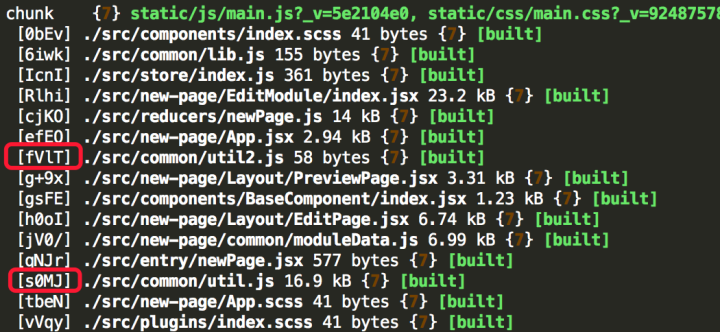 chunk {7} static/js/main.js?_v=5e2104e0, static/css/main.css?_v=92487578
[0bEv] ./src/components/index.scss 41 bytes {7} [built]
[6iwk] ./src/common/lib.js 155 bytes {7} [built]
[IcnI] ./src/store/index.js 361 bytes {7} [built]
[Rlhi] ./src/new-page/EditModule/index.jsx 23.2 kB {7} [built]
[cjKO] ./src/reducers/newPage.js 14 kB {7} [built]
[efEO] ./src/new-page/App.jsx 2.94 kB {7} [built]
[fVlT] ./src/common/util2.js 58 bytes {7} [built]
[g+9x] ./src/new-page/Layout/PreviewPage.jsx 3.31 kB {7} [built]
[gsFE] ./src/components/BaseComponent/index.jsx 1.23 kB {7} [built]
[h0oI] ./src/new-page/Layout/EditPage.jsx 6.74 kB {7} [built]
[jV0/] ./src/new-page/common/moduleData.js 6.99 kB {7} [built]
[qNJr] ./src/entry/newPage.jsx 577 bytes {7} [built]
[s0MJ] ./src/common/util.js 16.9 kB {7} [built]
[tbeN] ./src/new-page/App.scss 41 bytes {7} [built]
[vVqy] ./src/plugins/index.scss 41 bytes {7} [built]